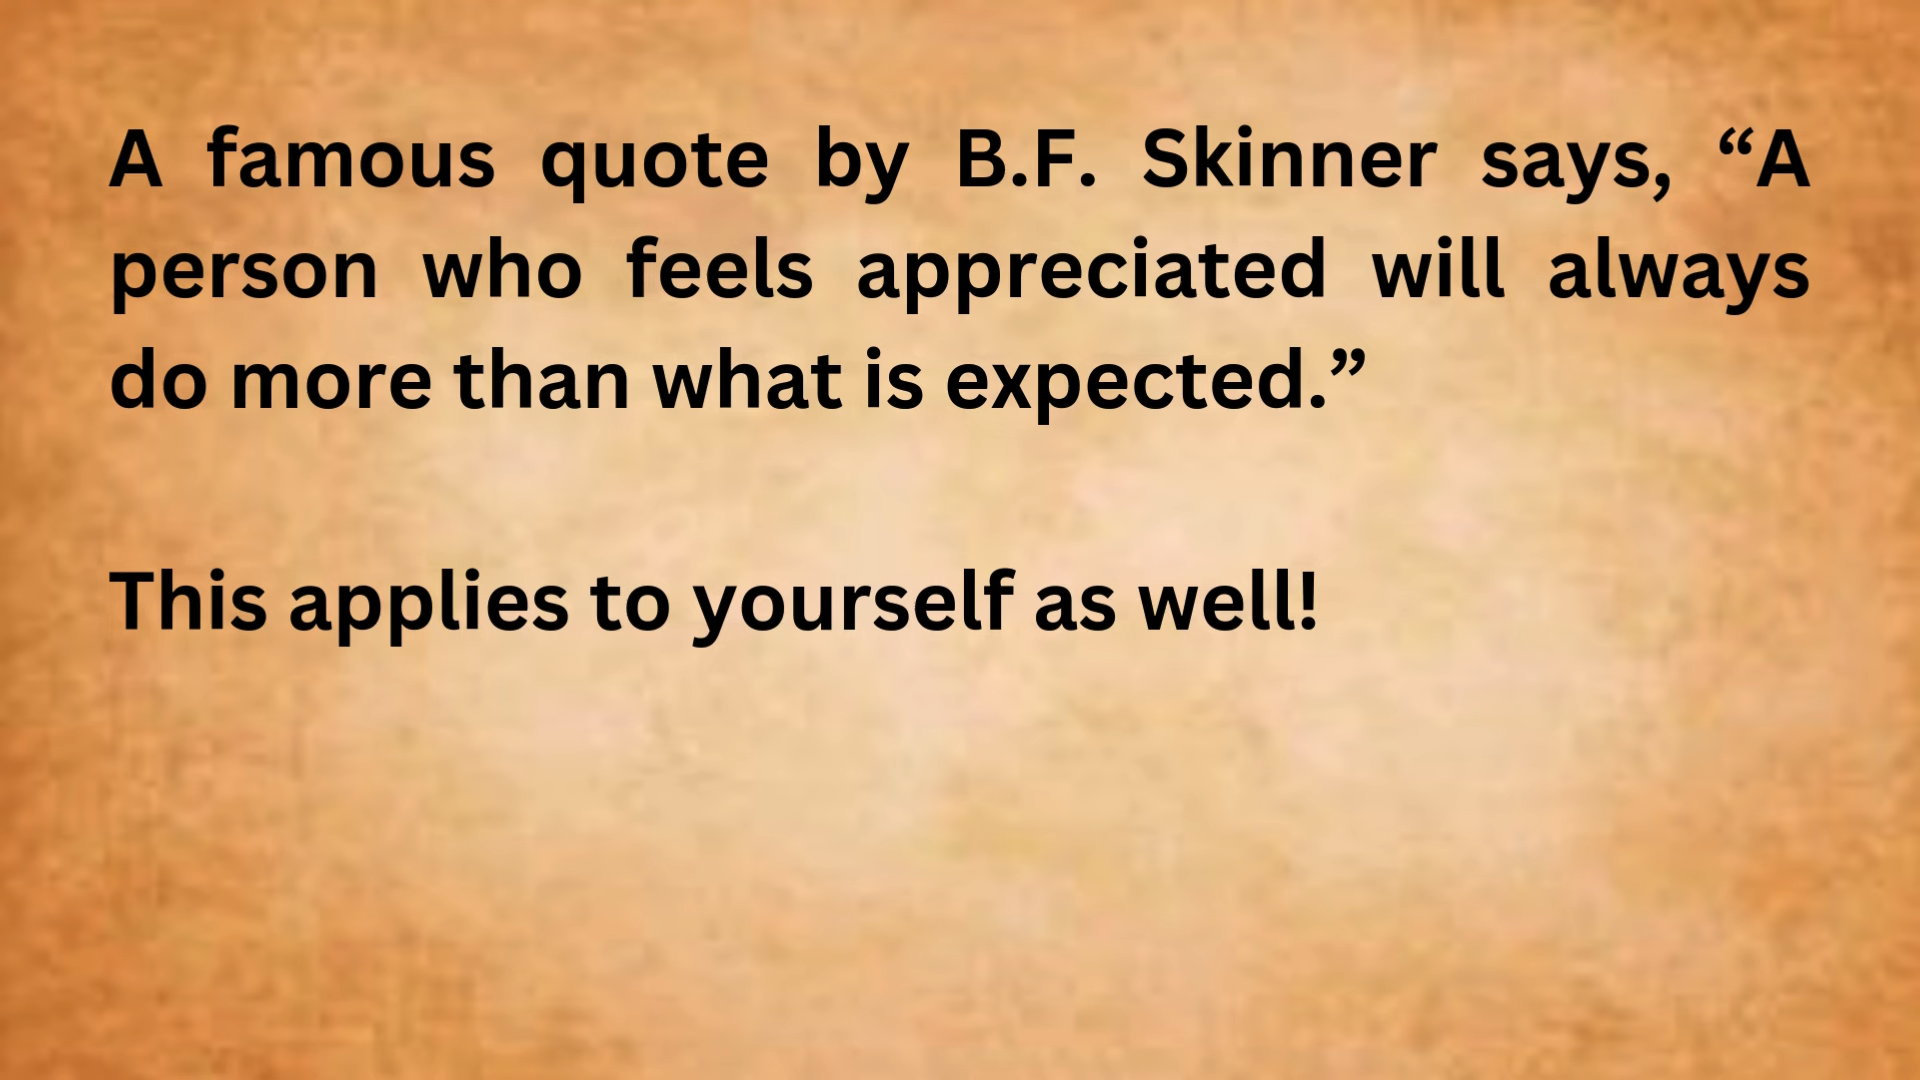 A famous quote by B.F. Skinner says, “A
person who feels appreciated will always
do more than what is expected.”
This applies to yourself as well!